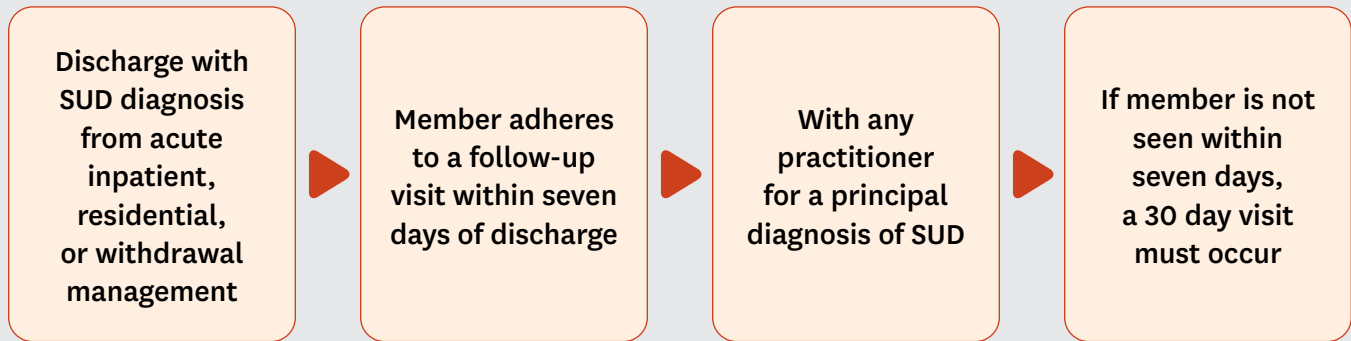 Discharge with
SUD diagnosis
from acute
inpatient,
residential,
or withdrawal
management
Member adheres
to a follow-up
visit within seven
days of discharge
With any
practitioner
for a principal
diagnosis of SUD
If member is not
seen within
seven days,
a 30 day visit
must occur